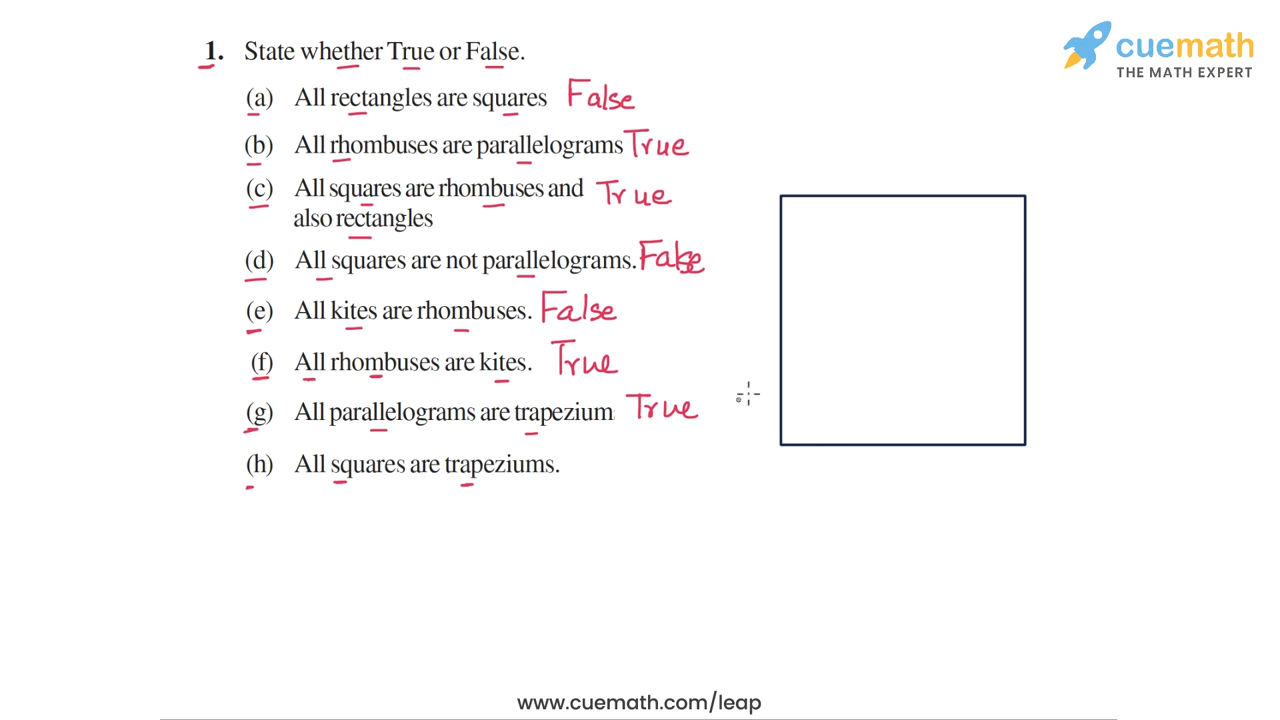 cuemath
THE MATH EXPERT
1. State whether True or False.
(a) All rectangles are squares False
(b) All rhombuses are parallelograms True
(c) All squares are rhombuses and True
also rectangles
(d) All squares are not parallelograms. False
(e) All kites are rhombuses. False
(f) All rhombuses are kites. True
(g) All parallelograms are trapezium True
(h) All squares are trapeziums.
www.cuemath.com/leap